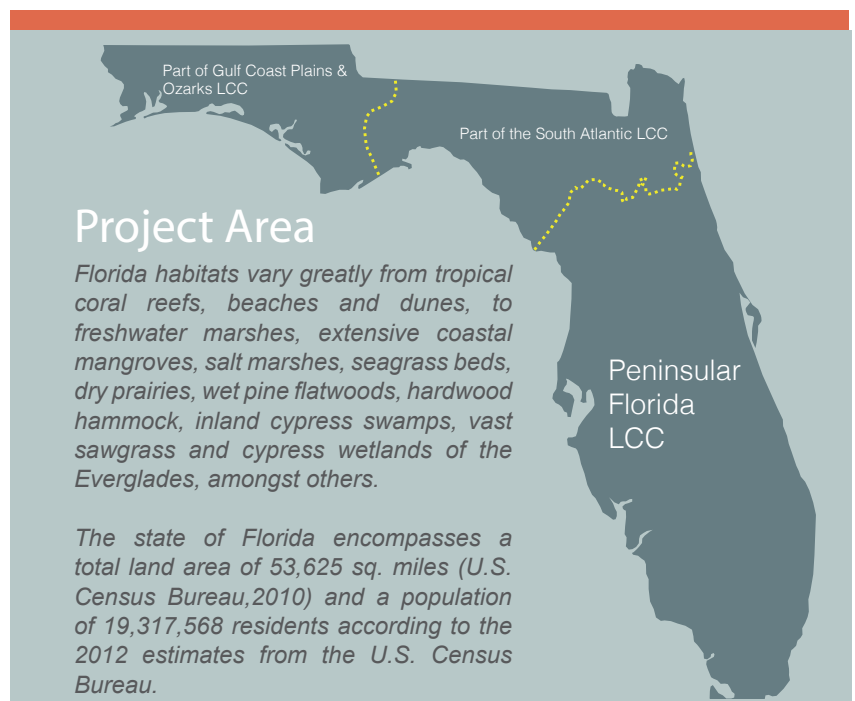 Part of Gulf Coast Plains &
Ozarks LCC
Part of the South Atlantic LCC
Project Area
Florida habitats vary greatly from tropical
coral reefs, beaches and dunes, to
freshwater marshes, extensive coastal
mangroves, salt marshes, seagrass beds,
dry prairies, wet pine flatwoods, hardwood
hammock, inland cypress swamps, vast
sawgrass and cypress wetlands of the
Everglades, amongst others.
The state of Florida encompasses a
total land area of 53,625 sq. miles (U.S.
Census Bureau,2010) and a population
of 19,317,568 residents according to the
2012 estimates from the U.S. Census
Bureau.
Peninsular
Florida
LCC